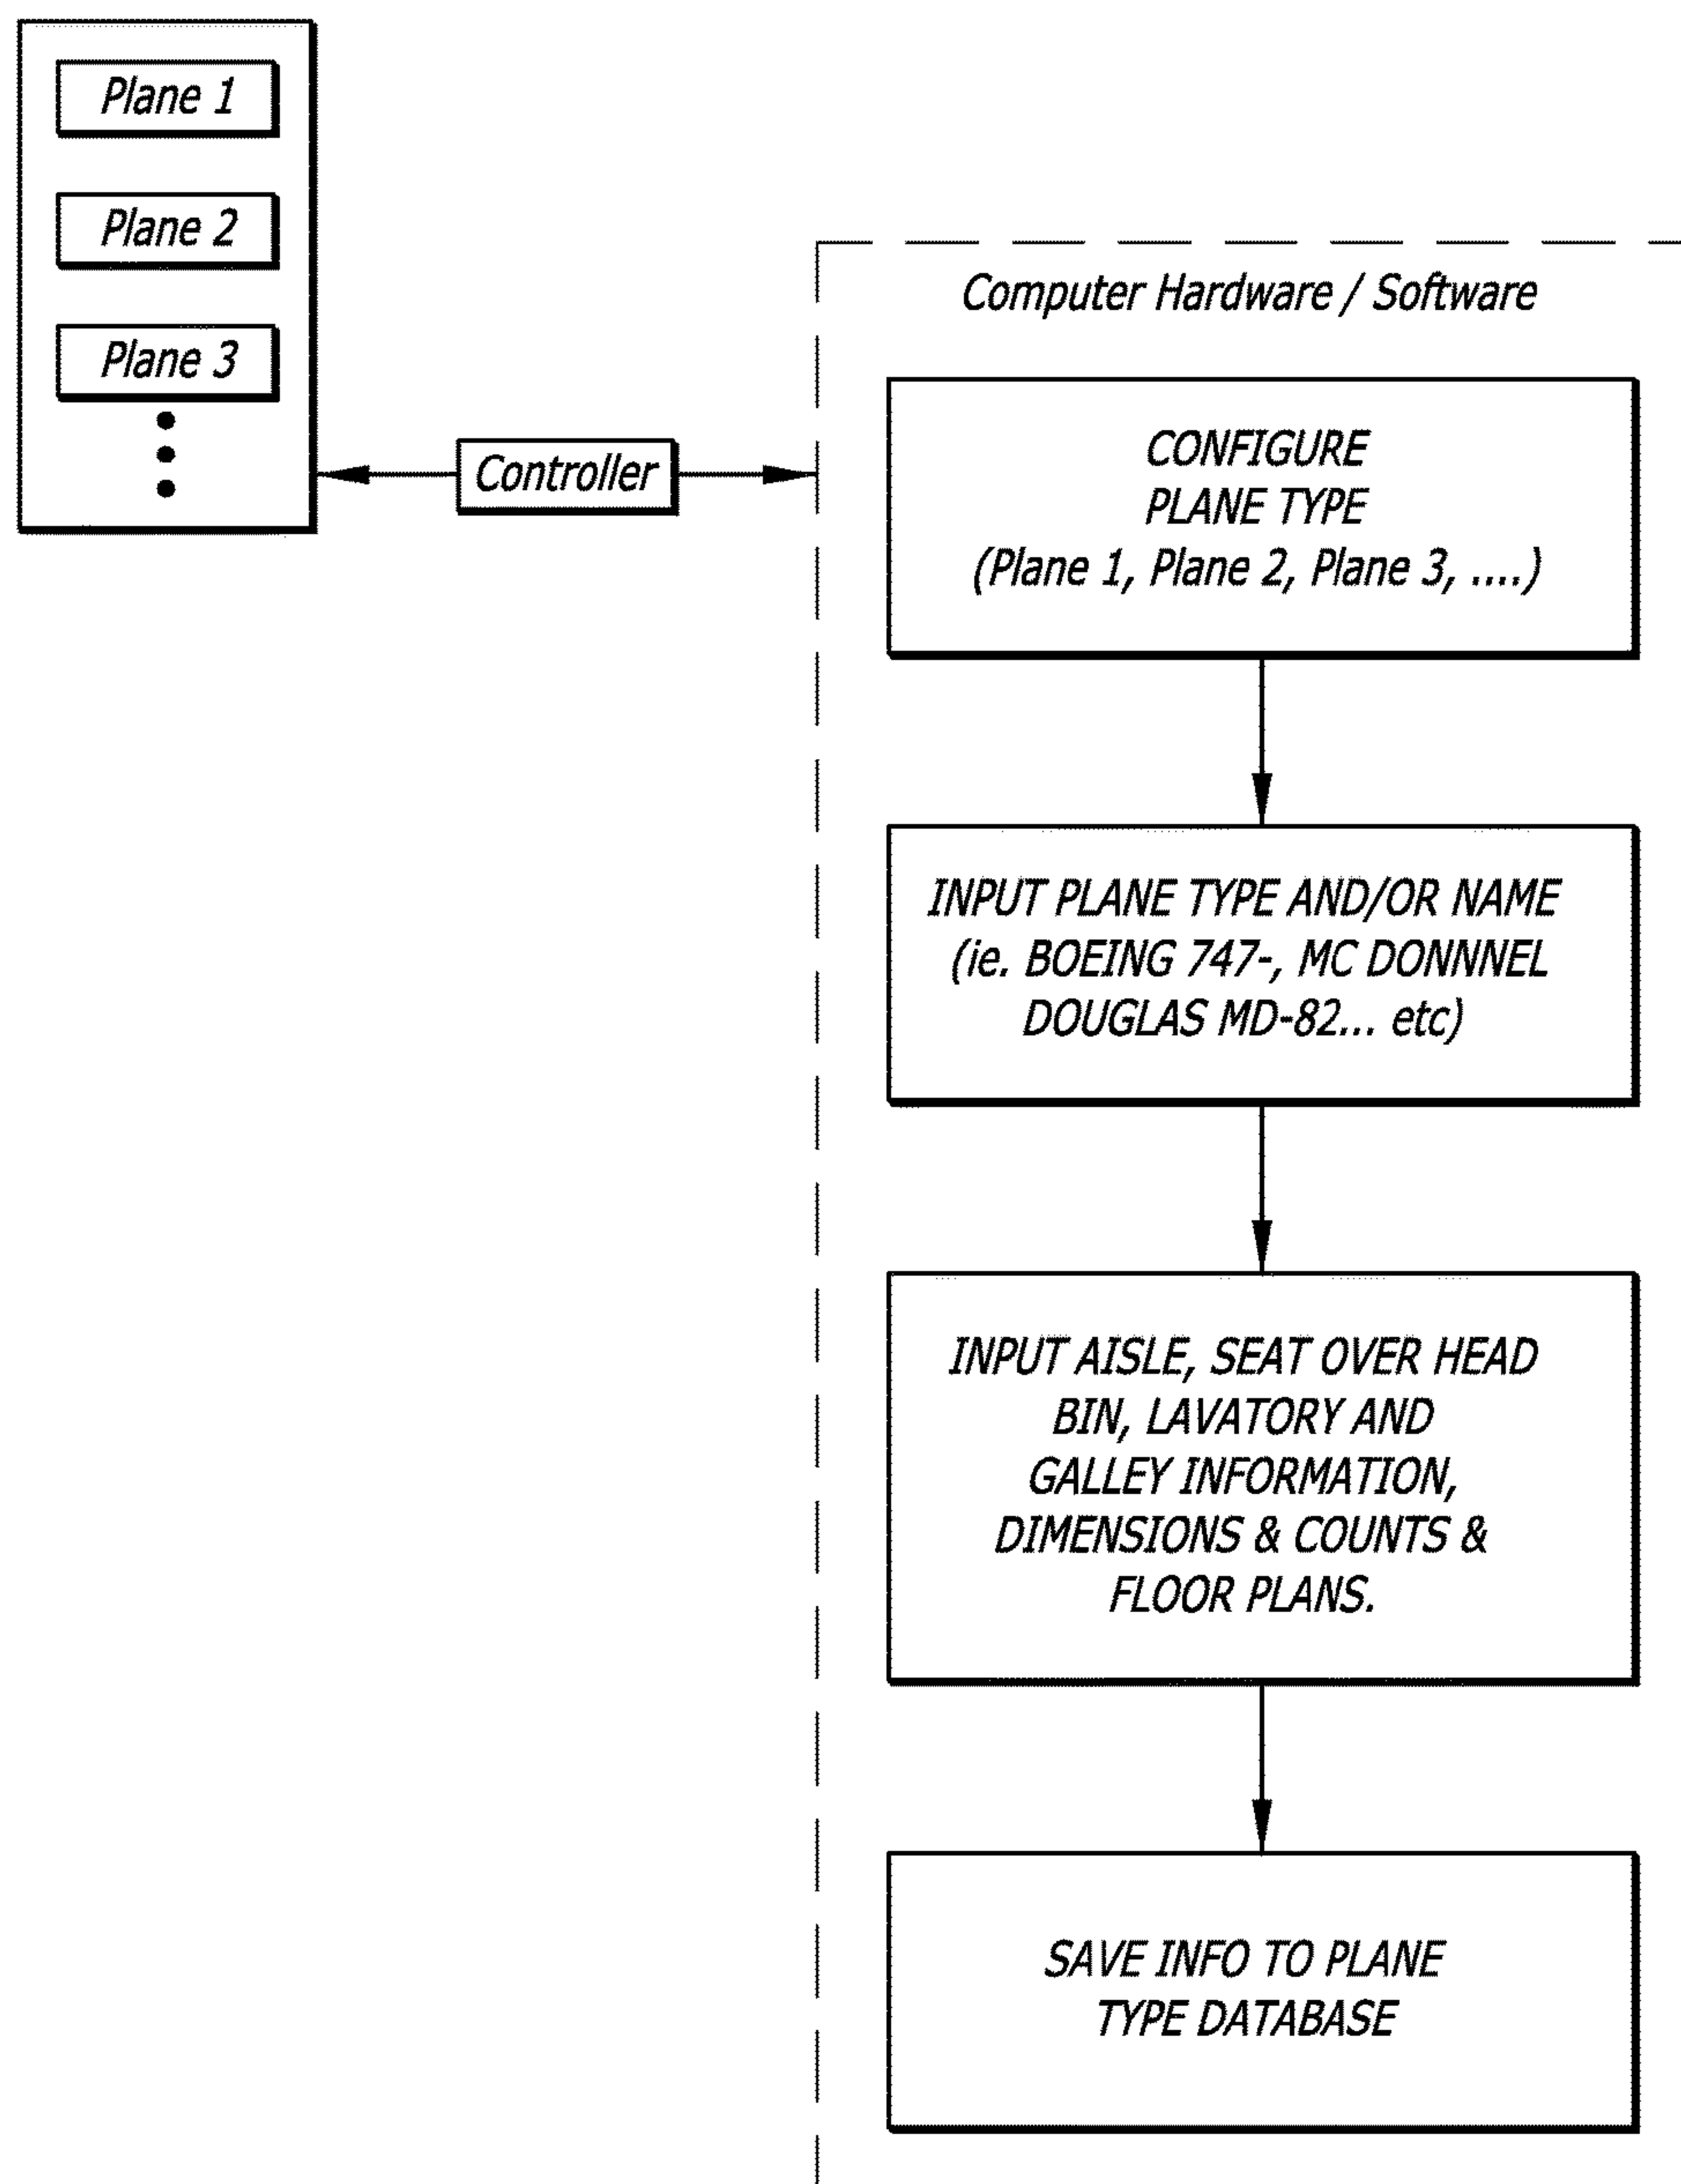 Plane 1
Plane 2
Plane 3
Controller
Computer Hardware / Software
CONFIGURE
PLANE TYPE
(Plane 1, Plane 2, Plane 3, ....)
INPUT PLANE TYPE AND/OR NAME
(ie. BOEING 747-, MC DONNNEL
DOUGLAS MD-82... etc)
INPUT AISLE, SEAT OVER HEAD
BIN, LAVATORY AND
GALLEY INFORMATION,
DIMENSIONS & COUNTS &
FLOOR PLANS.
SAVE INFO TO PLANE
TYPE DATABASE